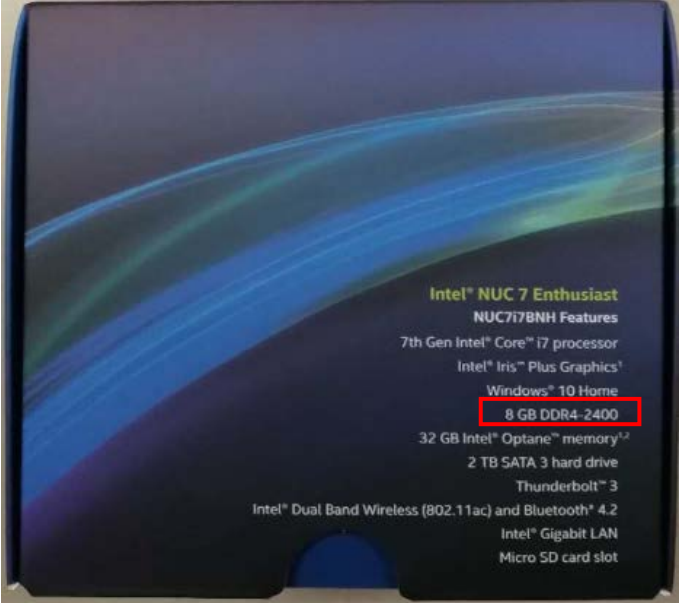 Intel® NUC 7 Enthusiast
NUC7i7BNH Features
7th Gen Intel® Core™ i7 processor
Intel® Iris™ Plus Graphics¹
Windows® 10 Home
8 GB DDR4-2400
32 GB Intel® Optane™ memory¹,²
2 TB SATA 3 hard drive
Thunderbolt™ 3
Intel® Dual Band Wireless (802.11ac) and Bluetooth® 4.2
Intel® Gigabit LAN
Micro SD card slot